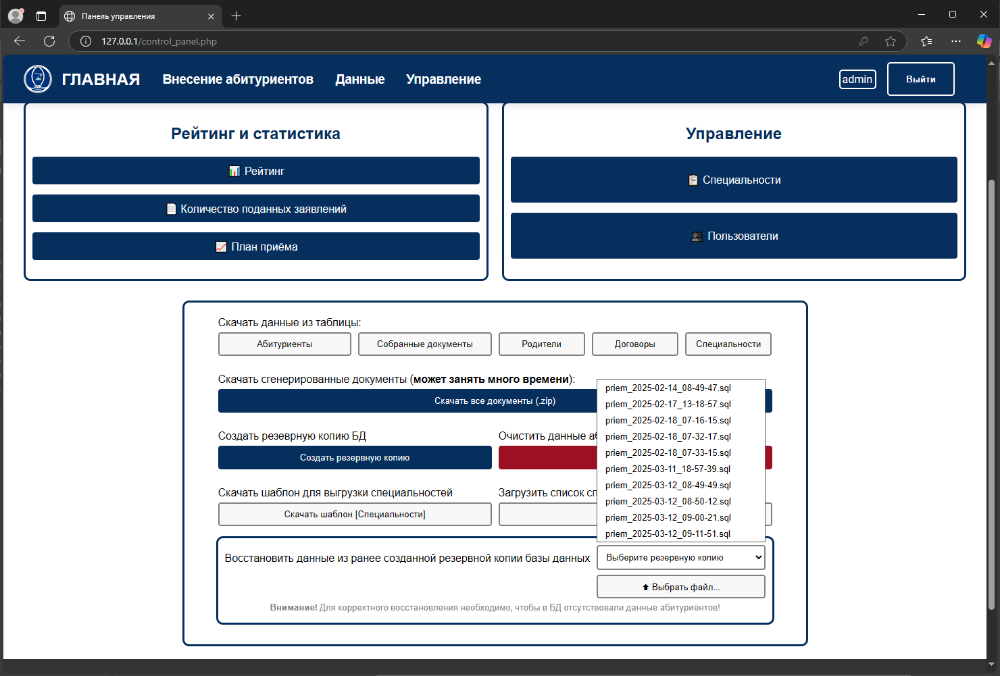 Панель управления
127.0.0.1/control_panel.php
ГЛАВНАЯ
Внесение абитуриентов
Данные
Управление
admin
Выйти
Рейтинг и статистика
Рейтинг
Количество поданных заявлений
План приёма
Управление
Специальности
Пользователи
Скачать данные из таблицы:
Абитуриенты
Собранные документы
Родители
Договоры
Специальности
Скачать сгенерированные документы (может занять много времени):
Скачать все документы (.zip)
Создать резеврную копию БД
Создать резервную копию
Очистить данные аб
Скачать шаблон для выгрузки специальностей
Скачать шаблон [Специальности]
Загрузить список сп
priem_2025-02-14_08-49-47.sql
priem_2025-02-17_13-18-57.sql
priem_2025-02-18_07-16-15.sql
priem_2025-02-18_07-32-17.sql
priem_2025-02-18_07-33-15.sql
priem_2025-03-11_18-57-39.sql
priem_2025-03-12_08-49-49.sql
priem_2025-03-12_08-50-12.sql
priem_2025-03-12_09-00-21.sql
priem_2025-03-12_09-11-51.sql
Восстановить данные из ранее созданной резервной копии базы данных
Выберите резервную копию
Выбрать файл...
Внимание! Для корректного восстановления необходимо, чтобы в БД отсутствовали данные абитуриентов!